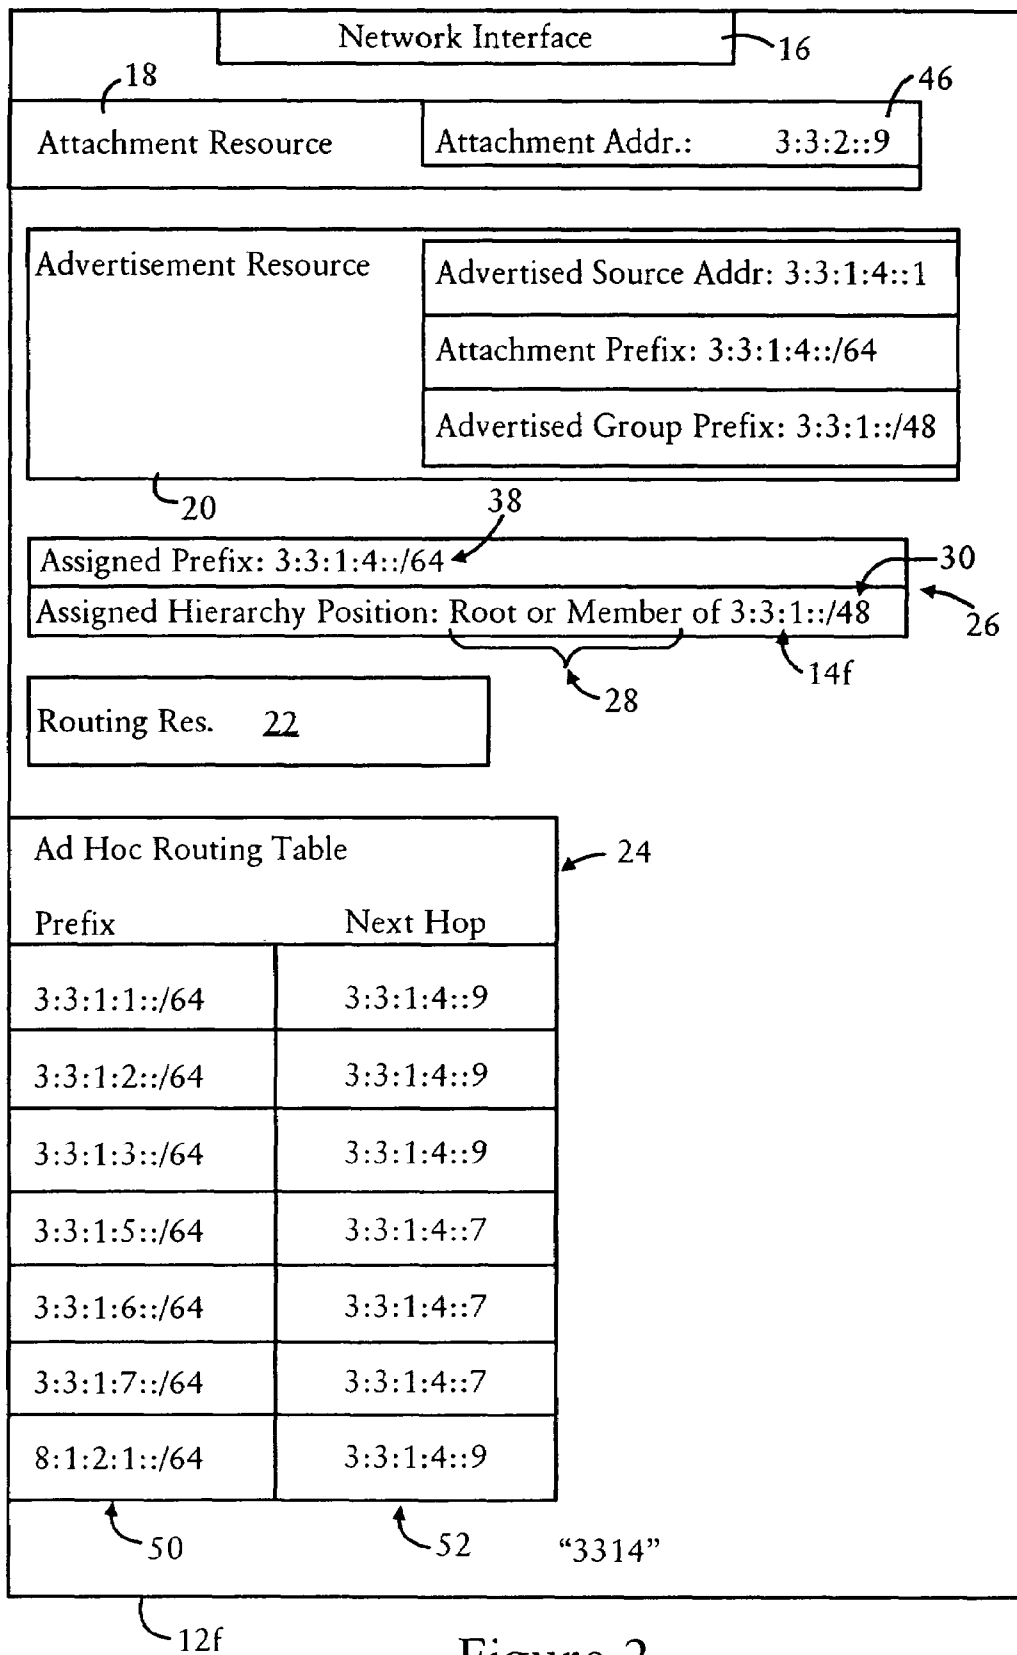 Network Interface
16
18
46
Attachment Resource
Attachment Addr.: 3:3:2::9
Advertisement Resource
Advertised Source Addr: 3:3:1:4::1
Attachment Prefix: 3:3:1:4::/64
Advertised Group Prefix: 3:3:1::/48
20
38
Assigned Prefix: 3:3:1:4::/64
30
Assigned Hierarchy Position: Root or Member of 3:3:1::/48
26
14f
28
Routing Res. 22
Ad Hoc Routing Table
24
Prefix Next Hop
3:3:1:1::/64 3:3:1:4::9
3:3:1:2::/64 3:3:1:4::9
3:3:1:3::/64 3:3:1:4::9
3:3:1:5::/64 3:3:1:4::7
3:3:1:6::/64 3:3:1:4::7
3:3:1:7::/64 3:3:1:4::7
8:1:2:1::/64 3:3:1:4::9
50
52
“3314”
12f
Figure 2